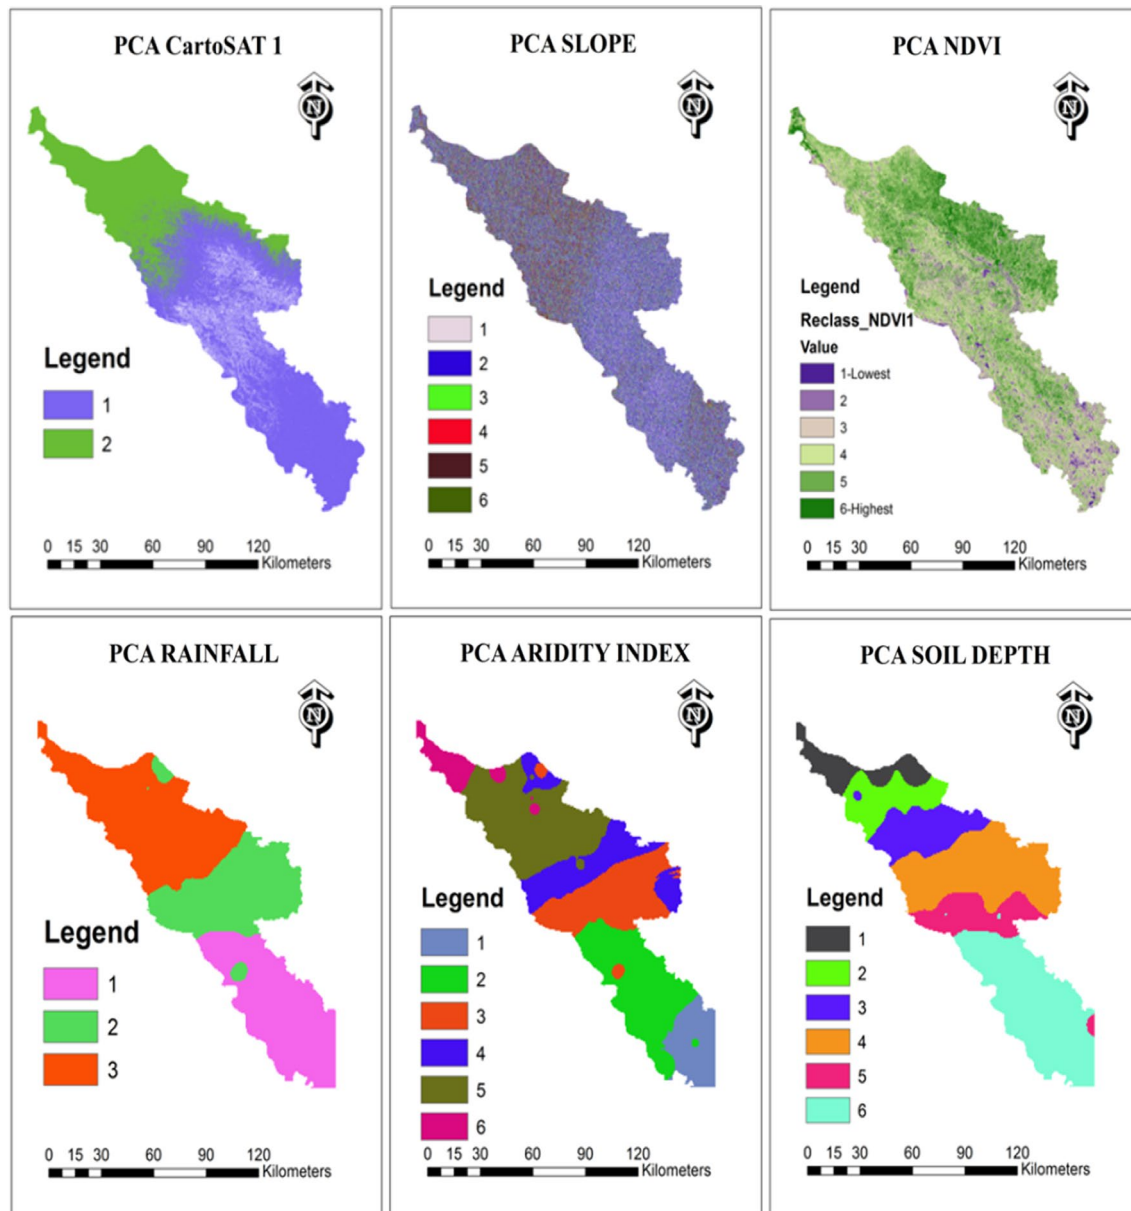 PCA CartoSAT 1
N
Legend
1
2
0 15 30 60 90 120
Kilometers
PCA SLOPE
N
Legend
1
2
3
4
5
6
0 15 30 60 90 120
Kilometers
PCA NDVI
N
Legend
Reclass_NDVI1
Value
1-Lowest
2
3
4
5
6-Highest
0 15 30 60 90 120
Kilometers
PCA RAINFALL
N
Legend
1
2
3
0 15 30 60 90 120
Kilometers
PCA ARIDITY INDEX
N
Legend
1
2
3
4
5
6
0 15 30 60 90 120
Kilometers
PCA SOIL DEPTH
N
Legend
1
2
3
4
5
6
0 15 30 60 90 120
Kilometers